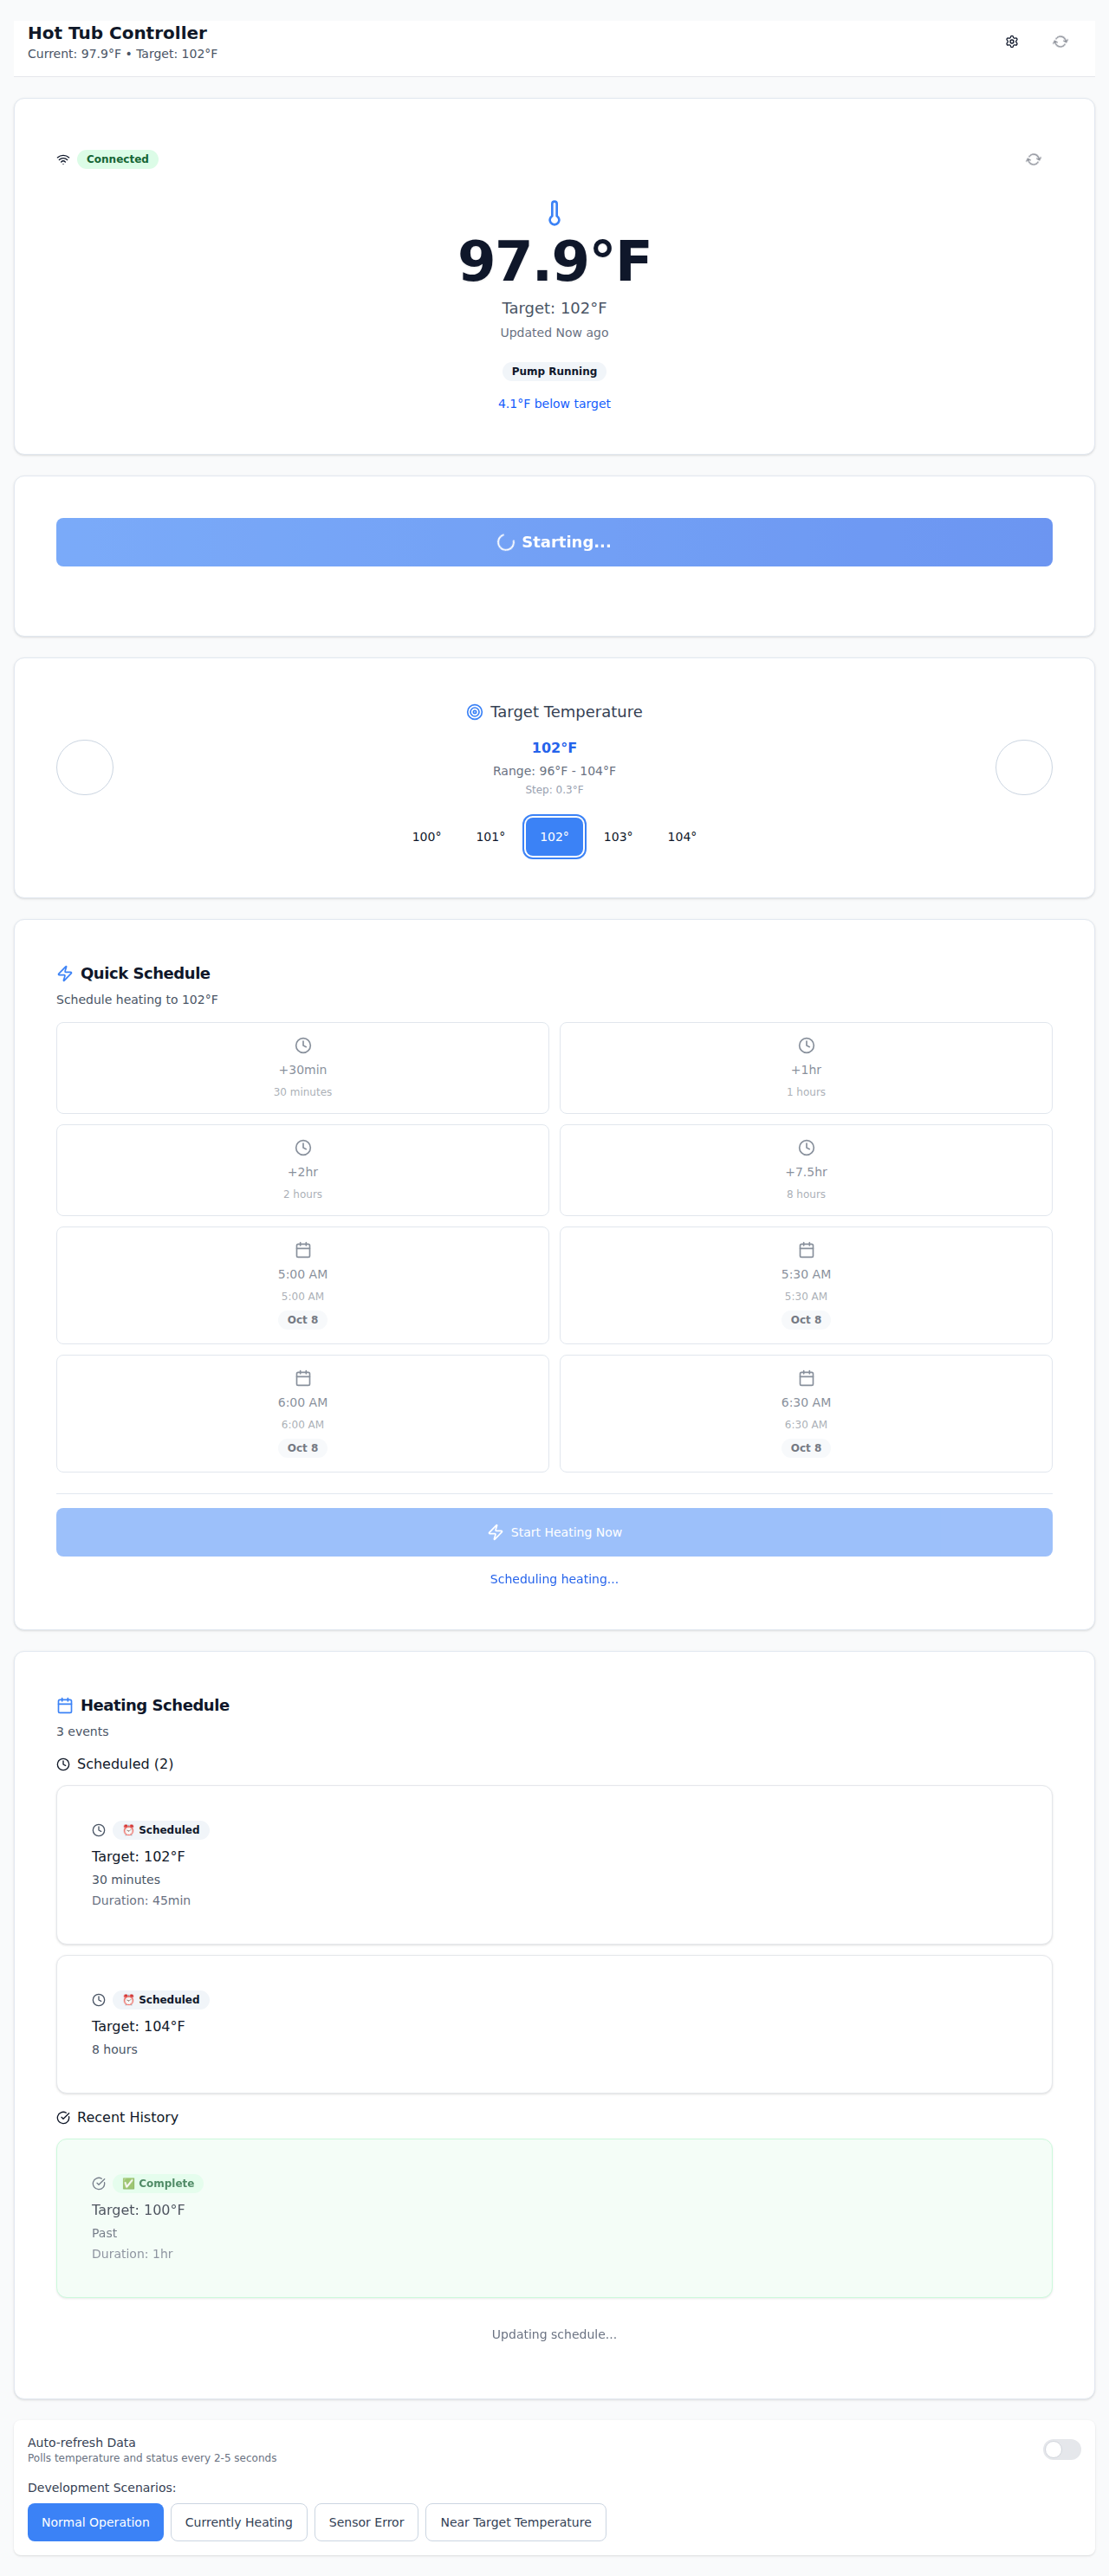 Hot Tub Controller
Current: 97.9°F • Target: 102°F
Connected
97.9°F
Target: 102°F
Updated Now ago
Pump Running
4.1°F below target
Starting...
Target Temperature
102°F
Range: 96°F - 104°F
Step: 0.3°F
100° 101° 102° 103° 104°
Quick Schedule
Schedule heating to 102°F
+30min
30 minutes
+1hr
1 hours
+2hr
2 hours
+7.5hr
8 hours
5:00 AM
5:00 AM
Oct 8
5:30 AM
5:30 AM
Oct 8
6:00 AM
6:00 AM
Oct 8
6:30 AM
6:30 AM
Oct 8
Start Heating Now
Scheduling heating...
Heating Schedule
3 events
Scheduled (2)
⏰ Scheduled
Target: 102°F
30 minutes
Duration: 45min
⏰ Scheduled
Target: 104°F
8 hours
Recent History
✅ Complete
Target: 100°F
Past
Duration: 1hr
Updating schedule...
Auto-refresh Data
Polls temperature and status every 2-5 seconds
Development Scenarios:
Normal Operation Currently Heating Sensor Error Near Target Temperature